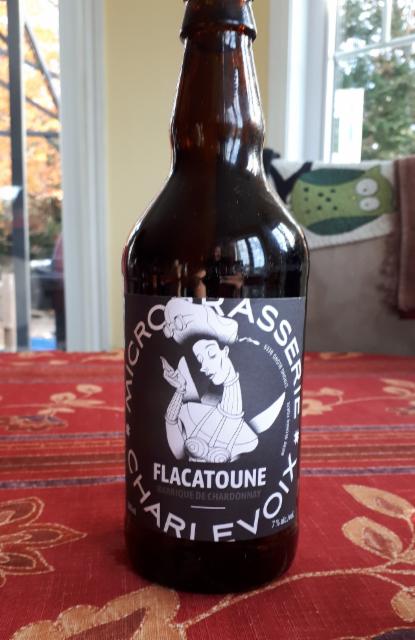 MICROBRASSERIE
CHARLEVOIX
FLACATOUNE
BARRIQUE DE CHARDONNAY
7% alc./vol.